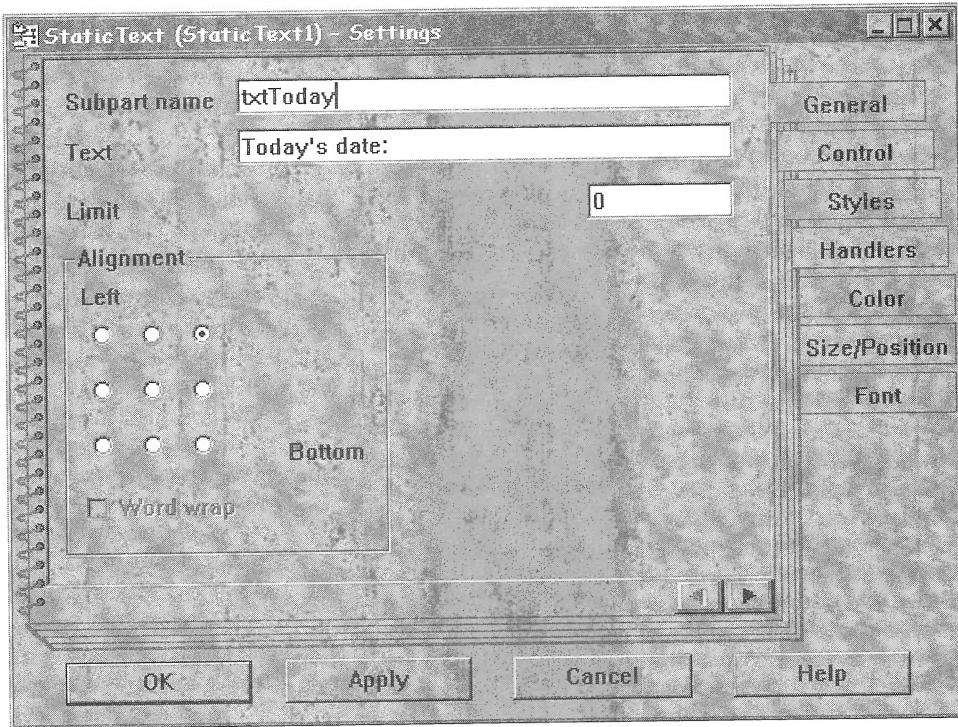 StaticText (StaticText1) - Settings
Subpart name txtToday
Text Today's date:
Limit 0
Alignment
Left
Bottom
Word wrap
General
Control
Styles
Handlers
Color
Size/Position
Font
OK Apply Cancel Help